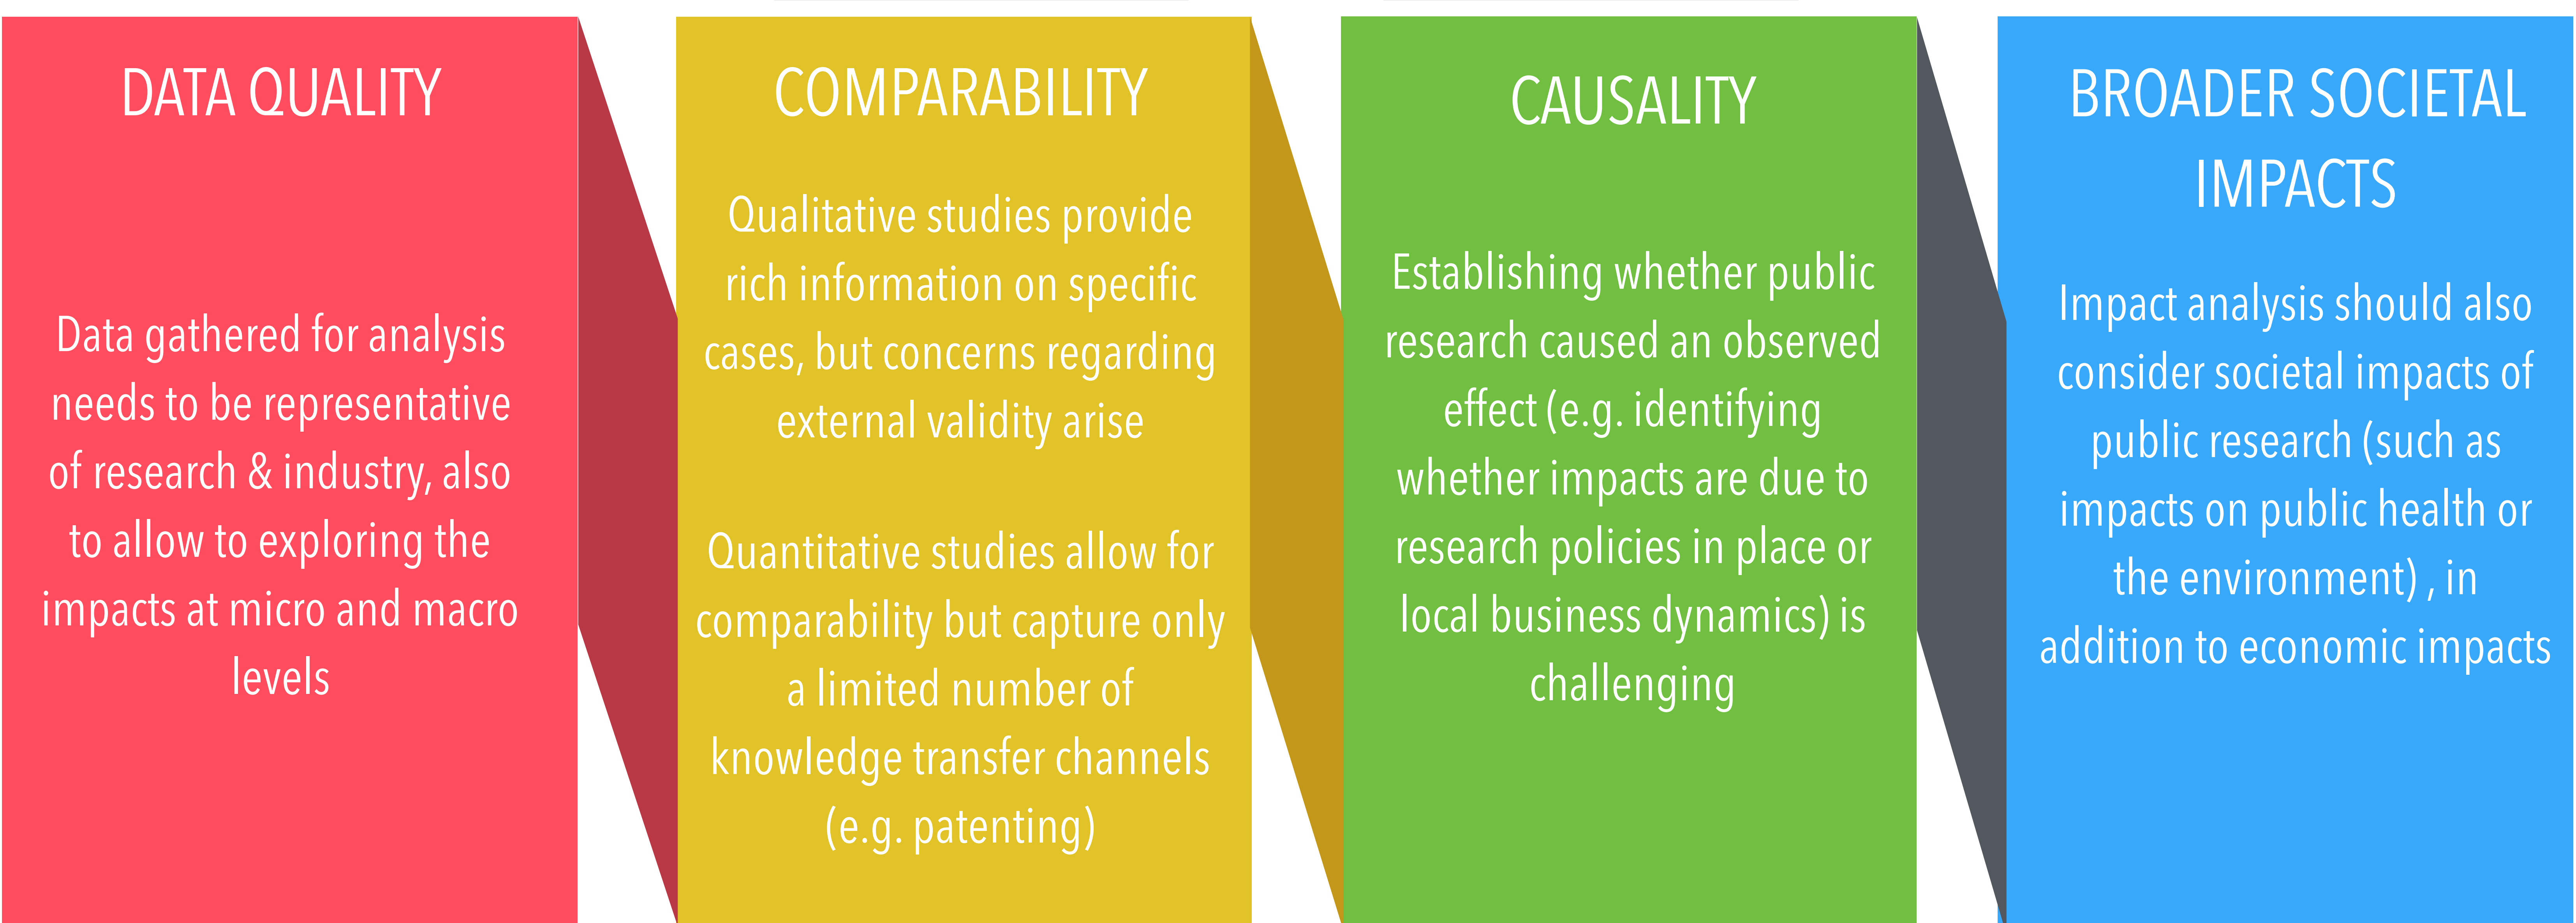 DATA QUALITY
Data gathered for analysis
needs to be representative
of research & industry, also
to allow to exploring the
impacts at micro and macro
levels
COMPARABILITY
Qualitative studies provide
rich information on specific
cases, but concerns regarding
external validity arise
Quantitative studies allow for
comparability but capture only
a limited number of
knowledge transfer channels
(e.g. patenting)
CAUSALITY
Establishing whether public
research caused an observed
effect (e.g. identifying
whether impacts are due to
research policies in place or
local business dynamics) is
challenging
BROADER SOCIETAL
IMPACTS
Impact analysis should also
consider societal impacts of
public research (such as
impacts on public health or
the environment) , in
addition to economic impacts